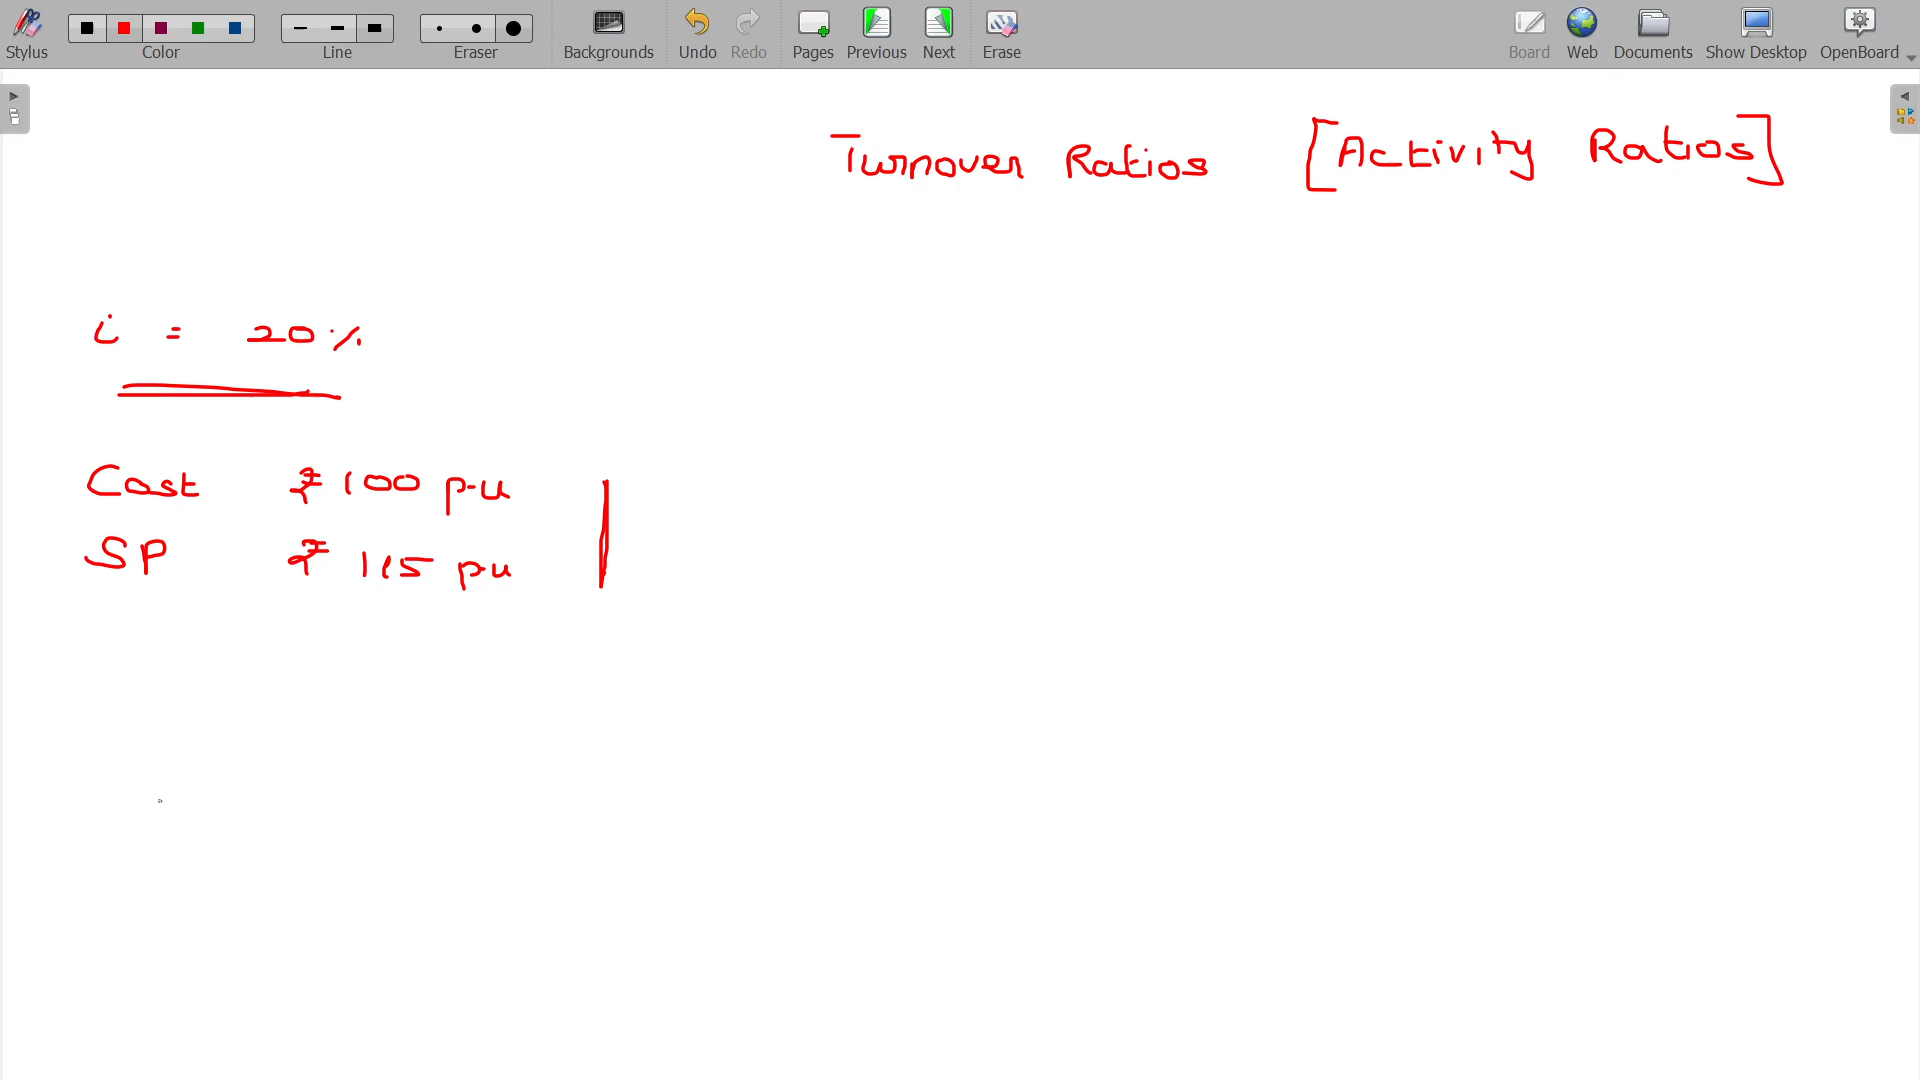 Stylus Color Line Eraser Backgrounds Undo Redo Pages Previous Next Erase Board Web Documents Show Desktop OpenBoard
Turnover Ratios [Activity Ratios]
i = 20%
Cost ₹ 100 p.u
SP ₹ 115 pu